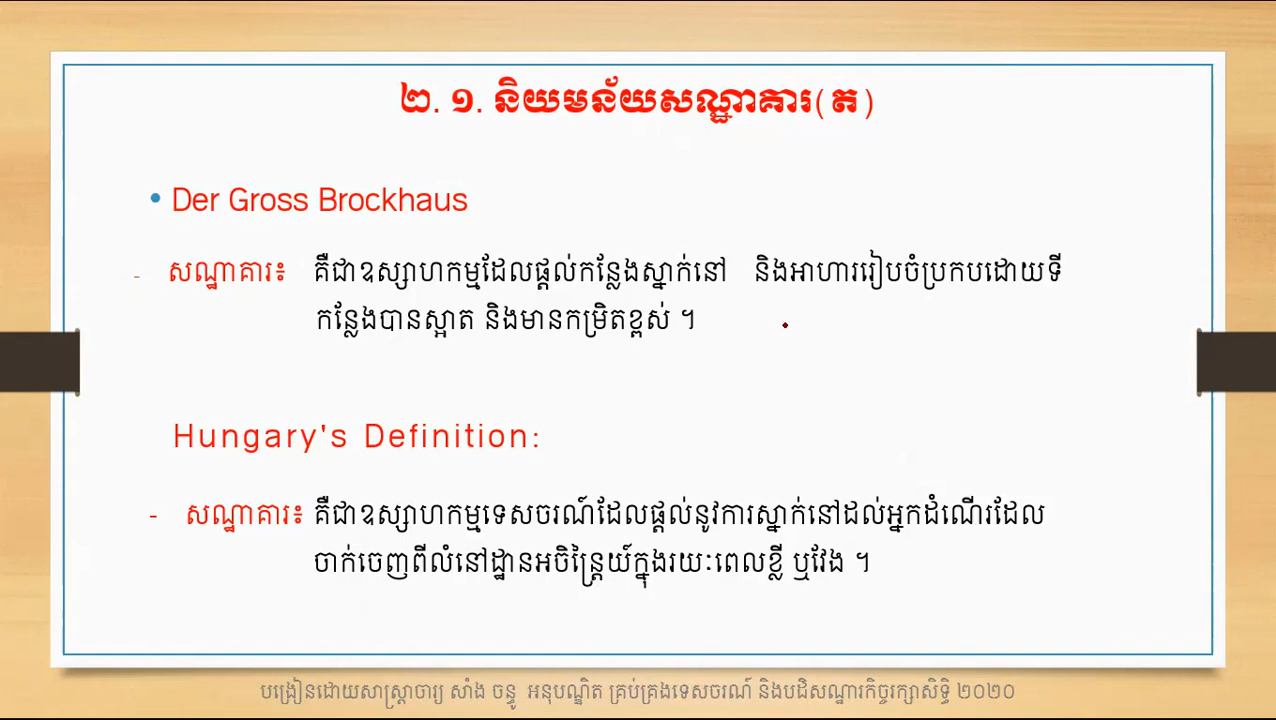 ២. ១. និយមន័យសណ្ឋាគារ(ត)
• Der Gross Brockhaus
- សណ្ឋាគារ៖ គឺជាឧស្សាហកម្មដែលផ្តល់កន្លែងស្នាក់នៅ និងអាហាររៀបចំប្រកបដោយទី
កន្លែងបានស្អាត និងមានកម្រិតខ្ពស់ ។
Hungary's Definition:
- សណ្ឋាគារ៖ គឺជាឧស្សាហកម្មទេសចរណ៍ដែលផ្តល់នូវការស្នាក់នៅដល់អ្នកដំណើរដែល
ចាក់ចេញពីលំនៅដ្ឋានអចិន្ត្រៃយ៍ក្នុងរយៈពេលខ្លី ឬវែង ។
បង្រៀនដោយសាស្ត្រាចារ្យ សាំង ចន្ធូ អនុបណ្ឌិត គ្រប់គ្រងទេសចរណ៍ និងបដិសណ្ឋារកិច្ចរក្សាសិទ្ធិ ២០២០